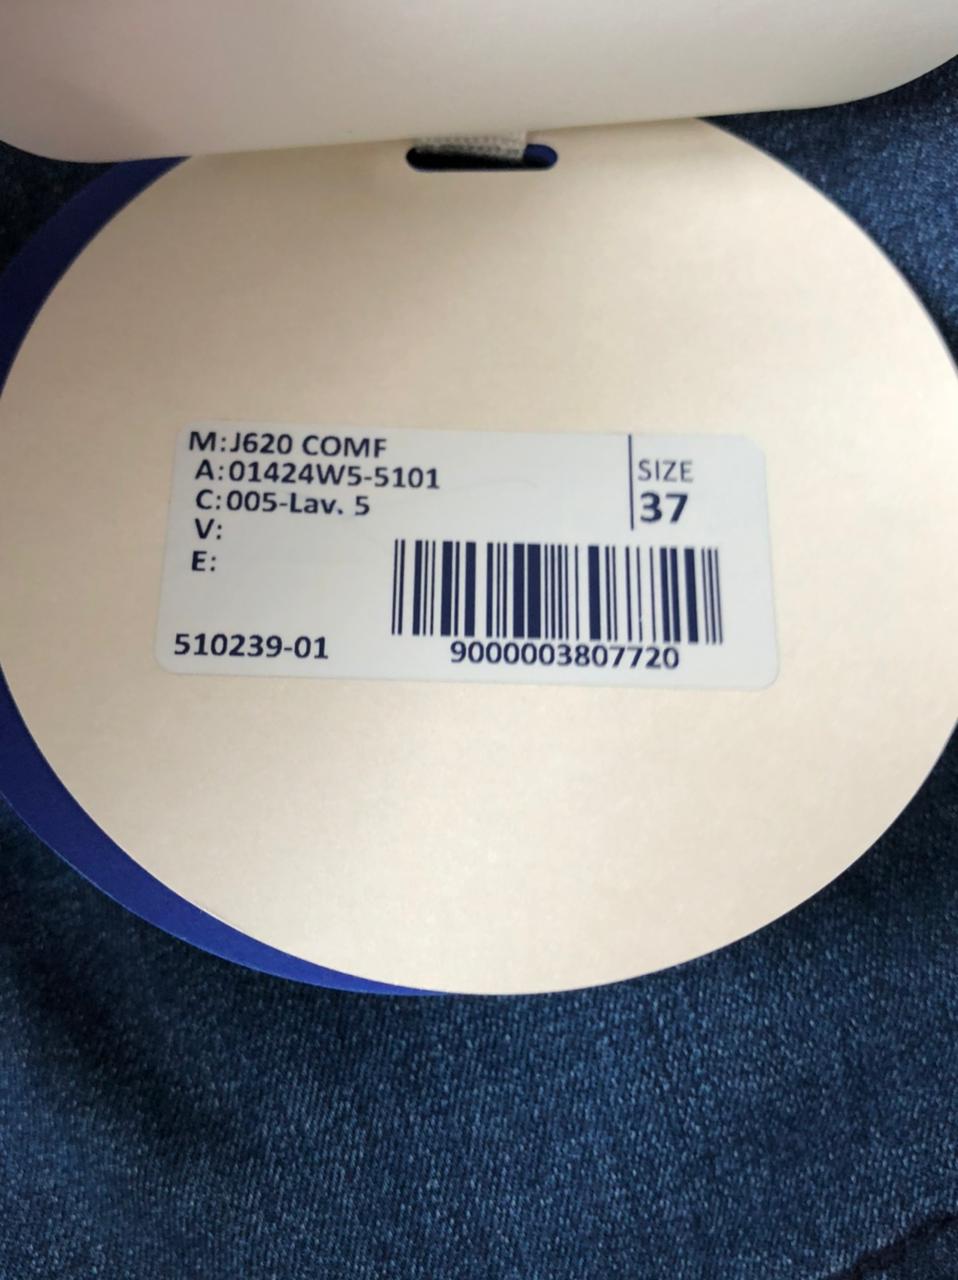 M:J620 COMF
A:01424W5-5101
C:005-Lav. 5
V:
E:
SIZE
37
510239-01
9000003807720